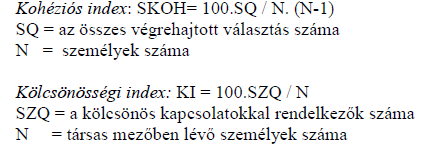 Kohéziós index: SKOH= 100.SQ / N. (N-1)
SQ = az összes végrehajtott választás száma
N = személyek száma
Kölcsönösségi index: KI = 100.SZQ / N
SZQ = a kölcsönös kapcsolatokkal rendelkezők száma
N = társas mezőben lévő személyek száma